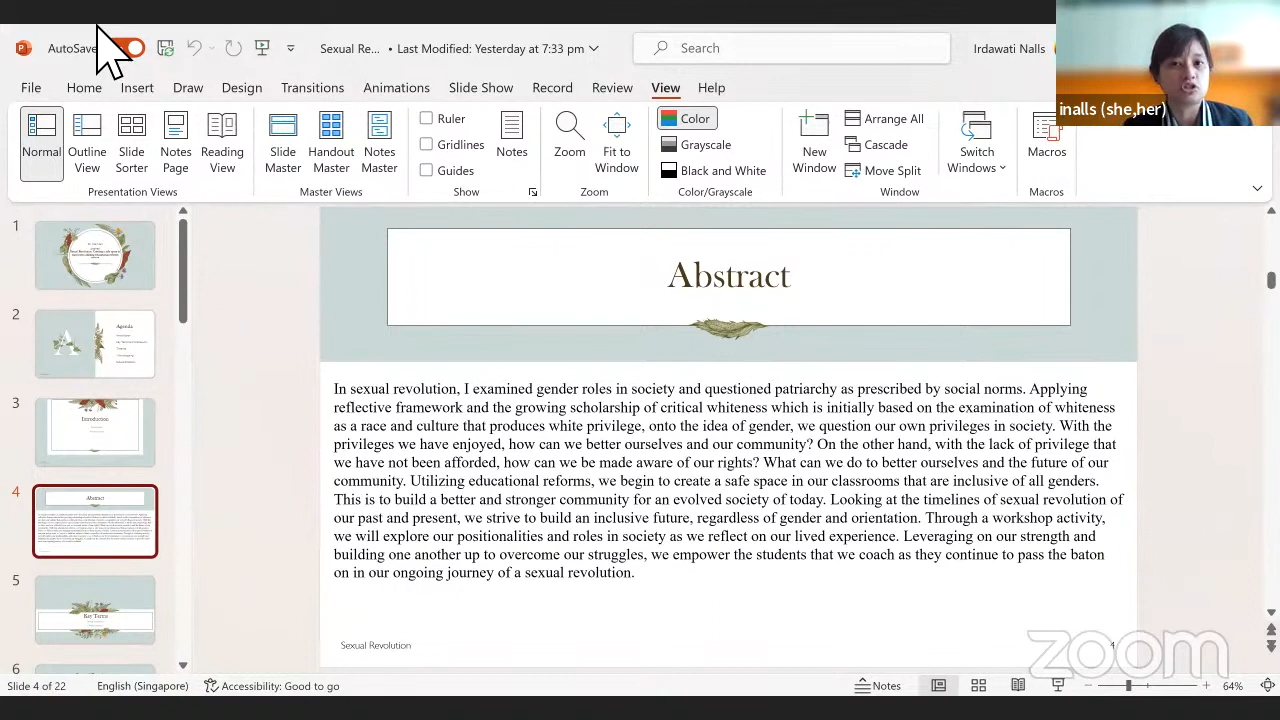 AutoSave
Sexual Re... • Last Modified: Yesterday at 7:33 pm
Search
Irdawati Nalls
File Home Insert Draw Design Transitions Animations Slide Show Record Review View Help
inalls (she,her)
Normal
Outline View
Slide Sorter
Notes Page
Reading View
Presentation Views
Slide Master
Handout Master
Notes Master
Master Views
Ruler
Gridlines
Guides
Show
Notes
Zoom
Fit to Window
Zoom
Color
Grayscale
Black and White
Color/Grayscale
New Window
Arrange All
Cascade
Move Split
Window
Switch Windows
Macros
Macros
1
2
Agenda
3
Introduction
4
Abstract
5
Key Terms
6
Abstract
In sexual revolution, I examined gender roles in society and questioned patriarchy as prescribed by social norms. Applying
reflective framework and the growing scholarship of critical whiteness which is initially based on the examination of whiteness
as a race and culture that produces white privilege, onto the idea of gender, we question our own privileges in society. With the
privileges we have enjoyed, how can we better ourselves and our community? On the other hand, with the lack of privilege that
we have not been afforded, how can we be made aware of our rights? What can we do to better ourselves and the future of our
community. Utilizing educational reforms, we begin to create a safe space in our classrooms that are inclusive of all genders.
This is to build a better and stronger community for an evolved society of today. Looking at the timelines of sexual revolution of
our past and present, we strive to build an inclusive future, regardless of gender and orientation. Through a workshop activity,
we will explore our positionalities and roles in society as we reflect on our lived experience. Leveraging on our strength and
building one another up to overcome our struggles, we empower the students that we coach as they continue to pass the baton
on in our ongoing journey of a sexual revolution.
Sexual Revolution
4
zoom
Slide 4 of 22 English (Singapore) Accessibility: Good to go Notes 64%